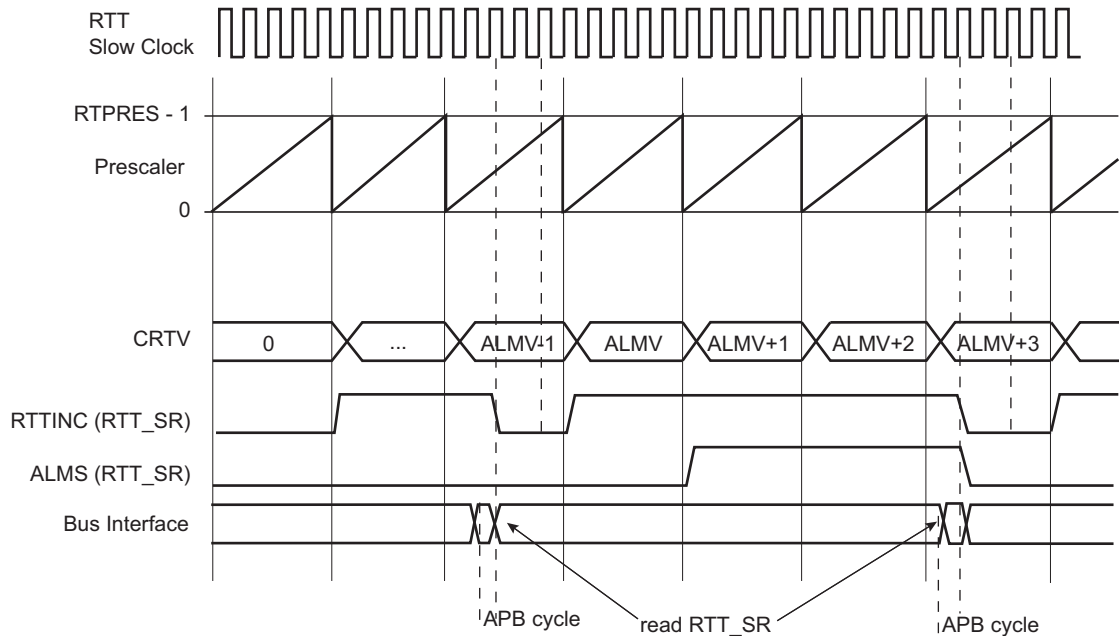 RTT
Slow Clock
RTPRES - 1
Prescaler
0
CRTV
0
...
ALMV-1
ALMV
ALMV+1
ALMV+2
ALMV+3
RTTINC (RTT_SR)
ALMS (RTT_SR)
Bus Interface
APB cycle
read RTT_SR
APB cycle